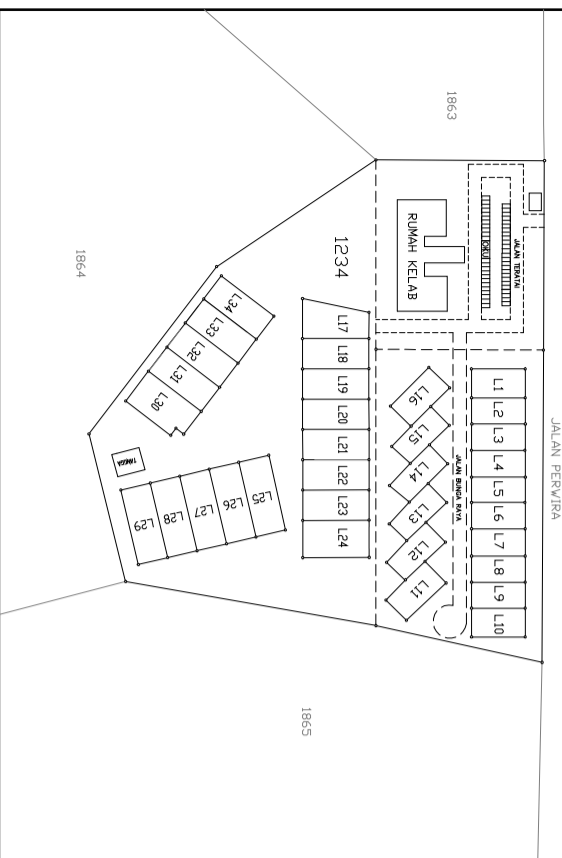 1863
JALAN PERWIRA
JALAN TERATAI
OKU
RUMAH KELAB
1234
1864
L1
L2
L3
L4
L5
L6
L7
L8
L9
L10
JALAN BUNGA RAYA
L16
L15
L14
L13
L12
L11
L17
L18
L19
L20
L21
L22
L23
L24
L34
L33
L32
L31
L30
TANGGA
L25
L26
L27
L28
L29
1865